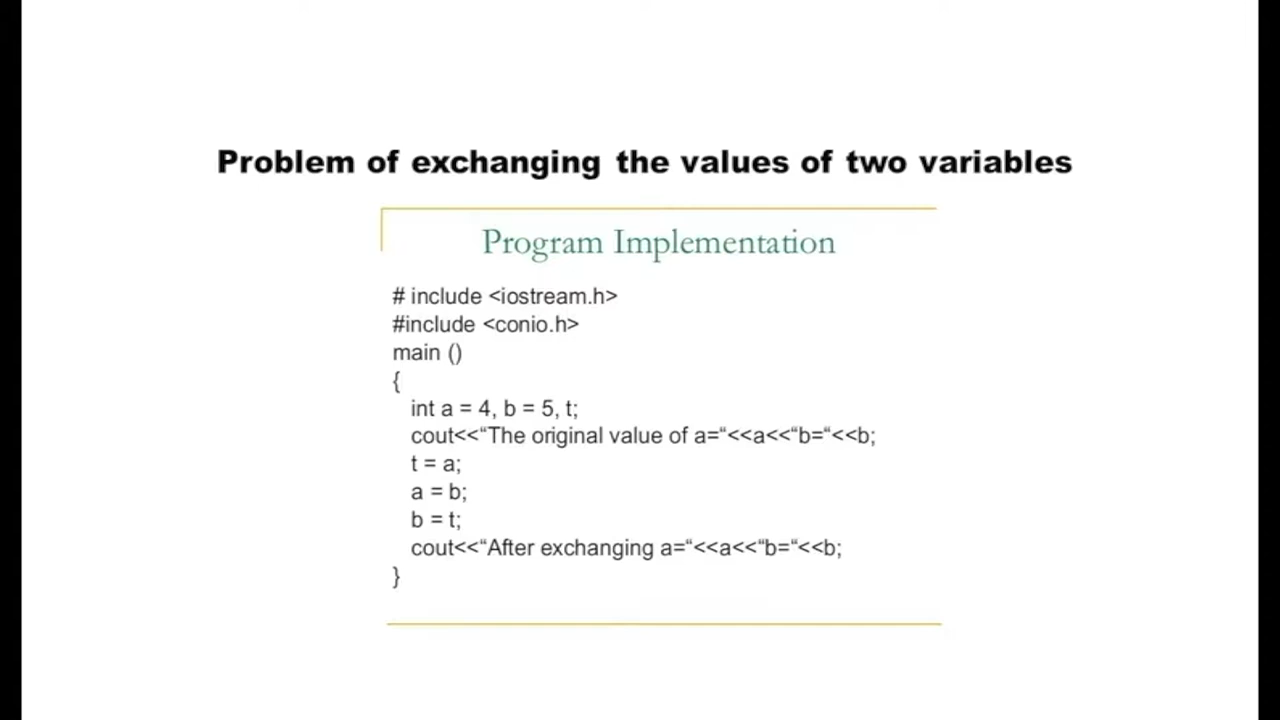 Problem of exchanging the values of two variables
Program Implementation
# include <iostream.h>
#include <conio.h>
main ()
{
int a = 4, b = 5, t;
cout<<“The original value of a=“<<a<<“b=“<<b;
t = a;
a = b;
b = t;
cout<<“After exchanging a=“<<a<<“b=“<<b;
}